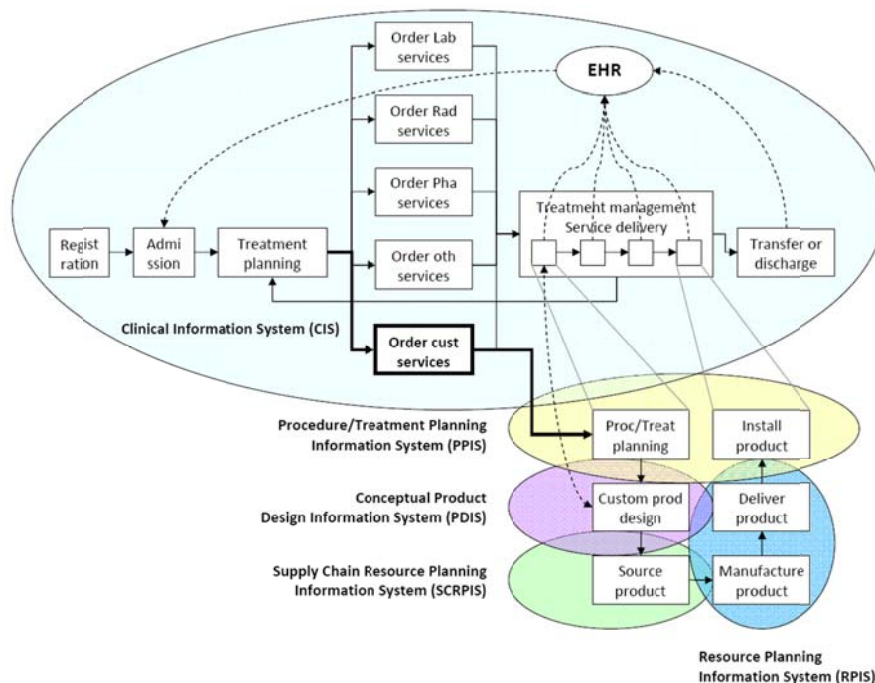 Order Lab
services
EHR
Order Rad
services
Order Pha
services
Treatment management
Service delivery
Regist
ration
Admi
ssion
Treatment
planning
Order oth
services
Transfer or
discharge
Clinical Information System (CIS)
Order cust
services
Procedure/Treatment Planning
Information System (PPIS)
Proc/Treat
planning
Install
product
Conceptual Product
Design Information System (PDIS)
Custom prod
design
Deliver
product
Supply Chain Resource Planning
Information System (SCRPIS)
Source
product
Manufacture
product
Resource Planning
Information System (RPIS)